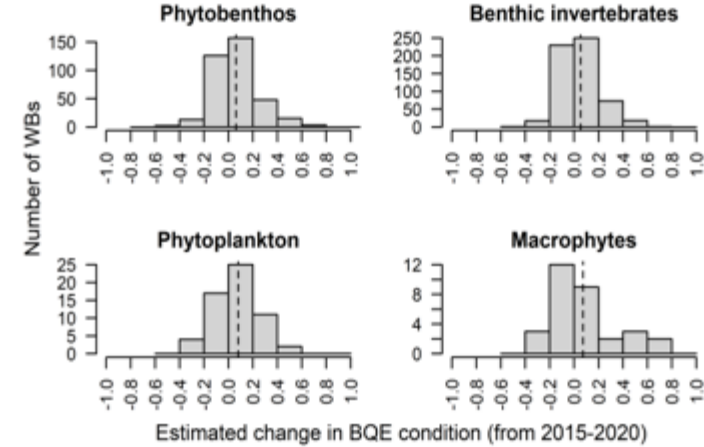 Phytobenthos
Benthic invertebrates
Number of WBs
150
100
50
0
-1.0 -0.8 -0.6 -0.4 -0.2 0.0 0.2 0.4 0.6 0.8 1.0
250
200
150
100
50
0
-1.0 -0.8 -0.6 -0.4 -0.2 0.0 0.2 0.4 0.6 0.8 1.0
Phytoplankton
Macrophytes
25
20
15
10
5
0
-1.0 -0.8 -0.6 -0.4 -0.2 0.0 0.2 0.4 0.6 0.8 1.0
12
8
4
0
-1.0 -0.8 -0.6 -0.4 -0.2 0.0 0.2 0.4 0.6 0.8 1.0
Estimated change in BQE condition (from 2015-2020)